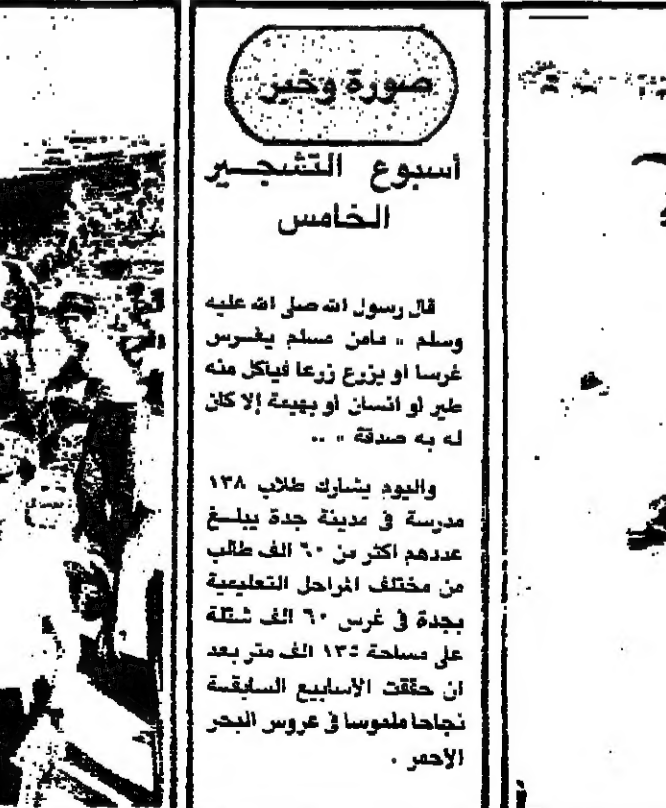 صورة وخبر
أسبوع التشجير
الخامس
قال رسول الله صلى الله عليه
وسلم « مامن مسلم يغرس
غرسا او يزرع زرعا فيأكل منه
طير او انسان أو بهيمة إلا كان
له به صدقة » ..
واليوم يشارك طلاب ١٣٨
مدرسة في مدينة جدة يبلغ
عددهم اكثر من ٦٠ الف طالب
من مختلف المراحل التعليمية
بجدة في غرس ٦٠ الف شتلة
على مساحة ١٣٥ الف متر بعد
ان حققت الأسابيع السابقة
نجاحا ملموسا في عروس البحر
الاحمر .